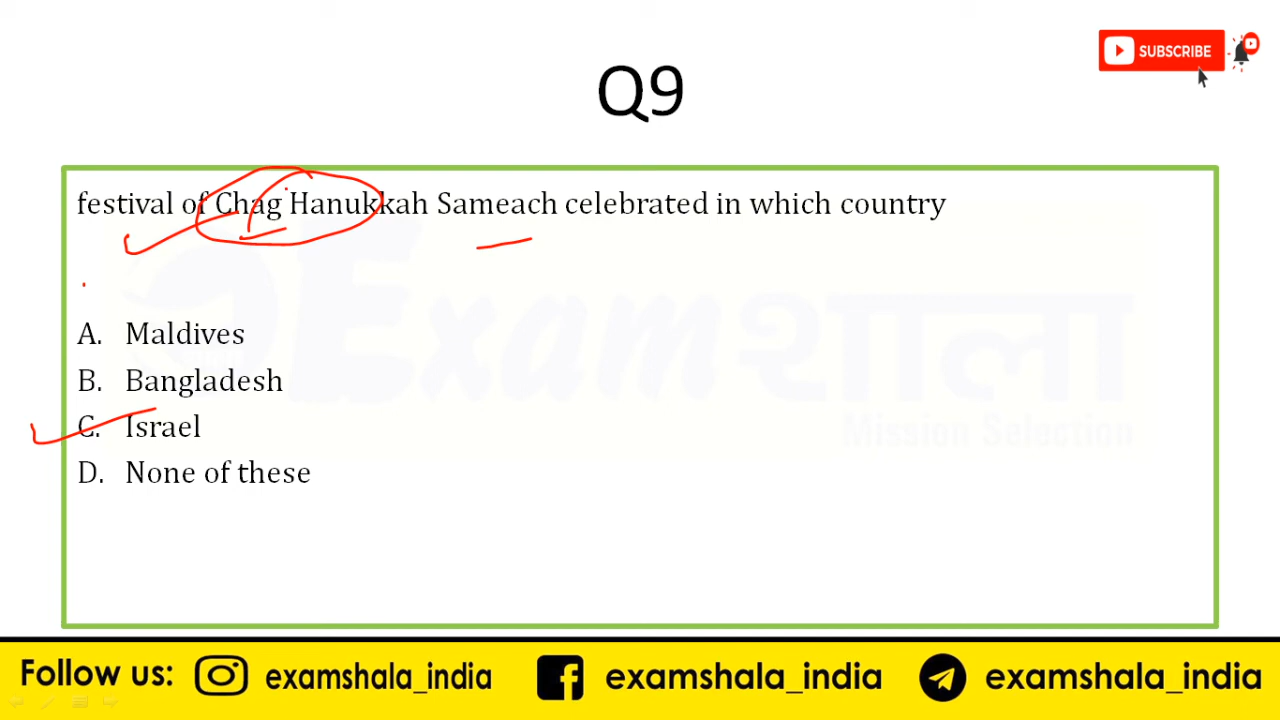 SUBSCRIBE
Q9
festival of Chag Hanukkah Sameach celebrated in which country
A. Maldives
B. Bangladesh
C. Israel
D. None of these
Examशाला
Mission Selection
Follow us: examshala_india examshala_india examshala_india